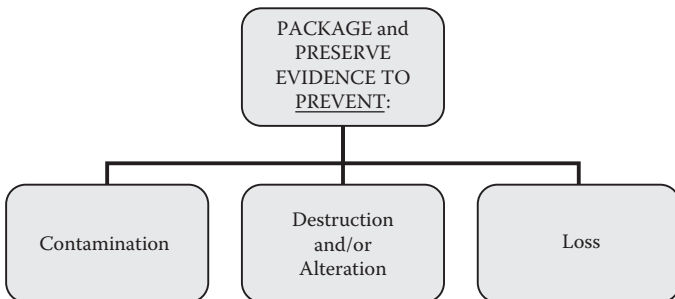 PACKAGE and
PRESERVE
EVIDENCE TO
PREVENT:
Contamination
Destruction
and/or
Alteration
Loss